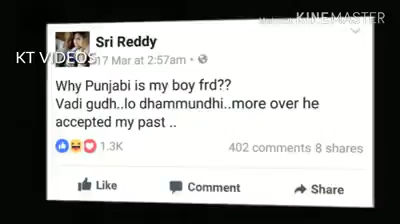 KINEMASTER
Sri Reddy
KT VIDEOS
17 Mar at 2:57am
Why Punjabi is my boy frd??
Vadi gudh..lo dhammundhi..more over he
accepted my past ..
1.3K
402 comments 8 shares
Like
Comment
Share